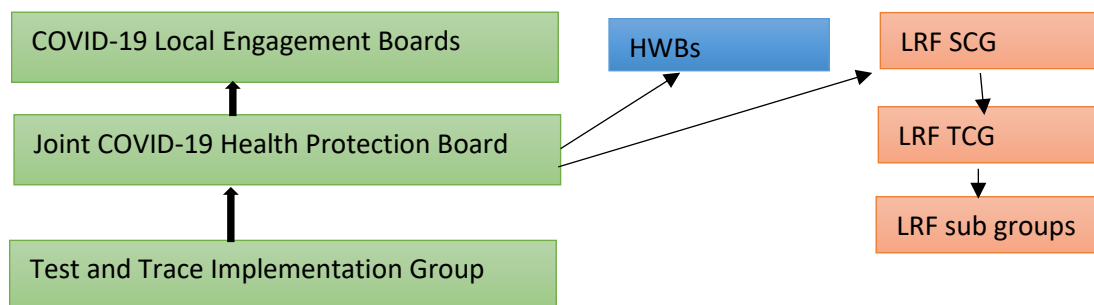 COVID-19 Local Engagement Boards
HWBs
LRF SCG
Joint COVID-19 Health Protection Board
LRF TCG
LRF sub groups
Test and Trace Implementation Group